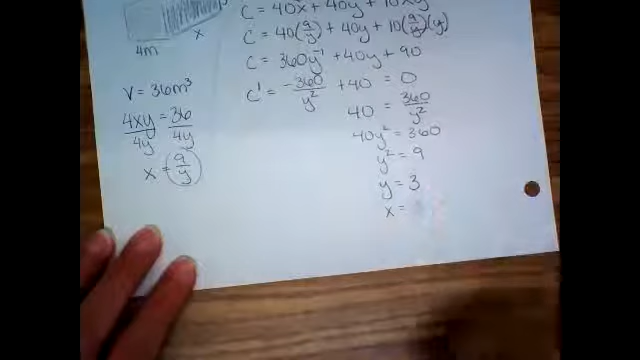 C = 40x + 40y + 10xy
C = 40(9/y) + 40y + 10(9/y)(y)
C = 360y⁻¹ + 40y + 90
C' = -360/y² + 40 = 0
40 = 360/y²
40y² = 360
y² = 9
y = 3
x =
x
4m
V = 36m³
4xy/4y = 36/4y
x = 9/y